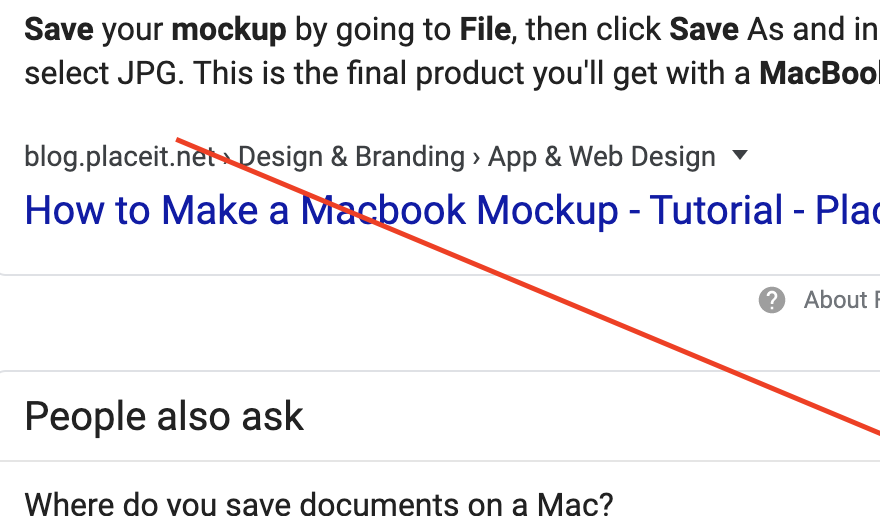 Save your mockup by going to File, then click Save As and in
select JPG. This is the final product you'll get with a MacBook
blog.placeit.net › Design & Branding › App & Web Design
How to Make a Macbook Mockup - Tutorial - Plac
? About F
People also ask
Where do you save documents on a Mac?